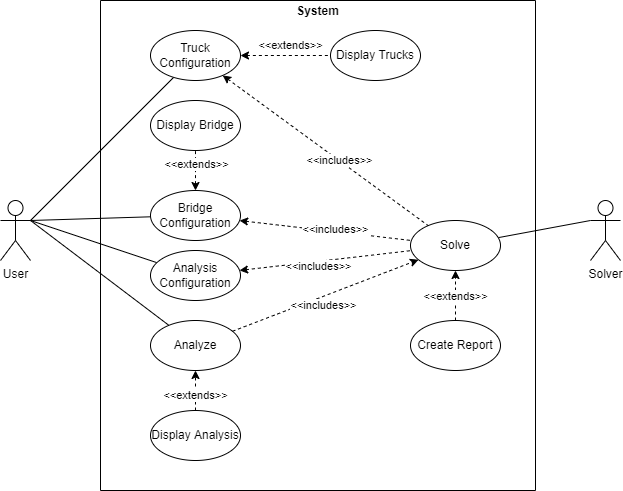 System
Truck
Configuration
<<extends>>
Display Trucks
Display Bridge
<<extends>>
<<includes>>
Bridge
Configuration
<<includes>>
Solve
Analysis
Configuration
<<includes>>
User
Solver
<<includes>>
<<extends>>
Analyze
Create Report
<<extends>>
Display Analysis